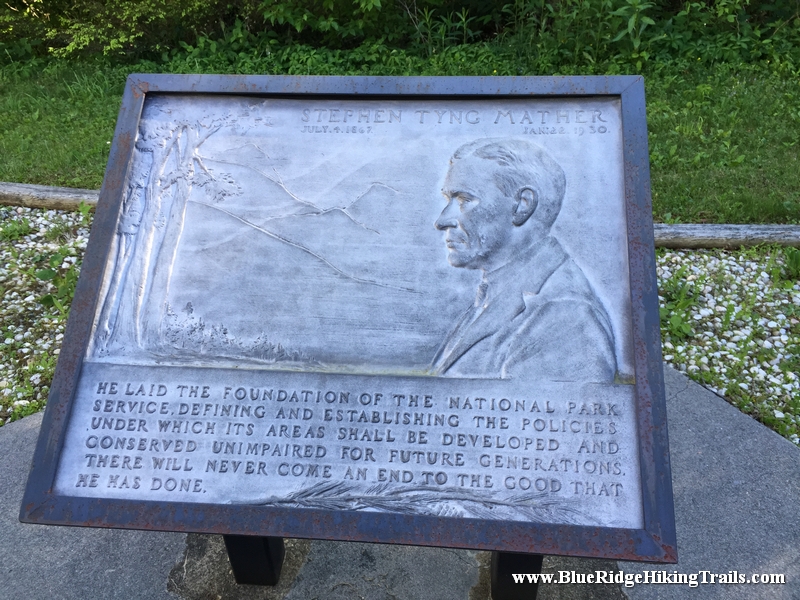 STEPHEN TYNG MATHER
JULY.4.1867. JAN.22.1930.
HE LAID THE FOUNDATION OF THE NATIONAL PARK
SERVICE, DEFINING AND ESTABLISHING THE POLICIES
UNDER WHICH ITS AREAS SHALL BE DEVELOPED AND
CONSERVED UNIMPAIRED FOR FUTURE GENERATIONS.
THERE WILL NEVER COME AN END TO THE GOOD THAT
HE HAS DONE.
www.BlueRidgeHikingTrails.com